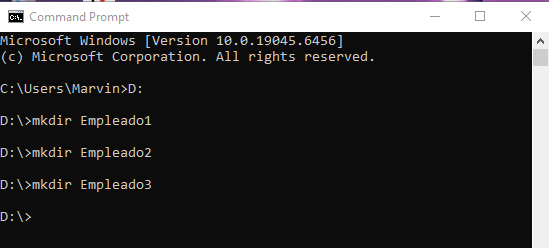 Command Prompt
Microsoft Windows [Version 10.0.19045.6456]
(c) Microsoft Corporation. All rights reserved.
C:\Users\Marvin>D:
D:\>mkdir Empleado1
D:\>mkdir Empleado2
D:\>mkdir Empleado3
D:\>